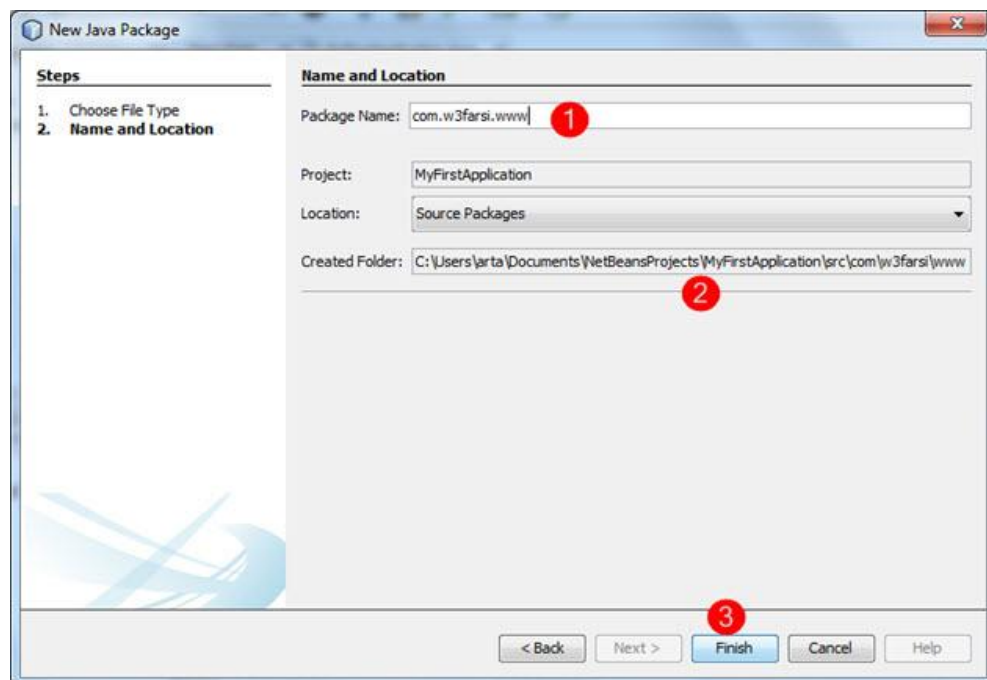 New Java Package
Steps
1. Choose File Type
2. Name and Location
Name and Location
Package Name: com.w3farsi.www
1
Project: MyFirstApplication
Location: Source Packages
Created Folder: C:\Users\arta\Documents\NetBeansProjects\MyFirstApplication\src\com\w3farsi\www
2
3
< Back Next > Finish Cancel Help